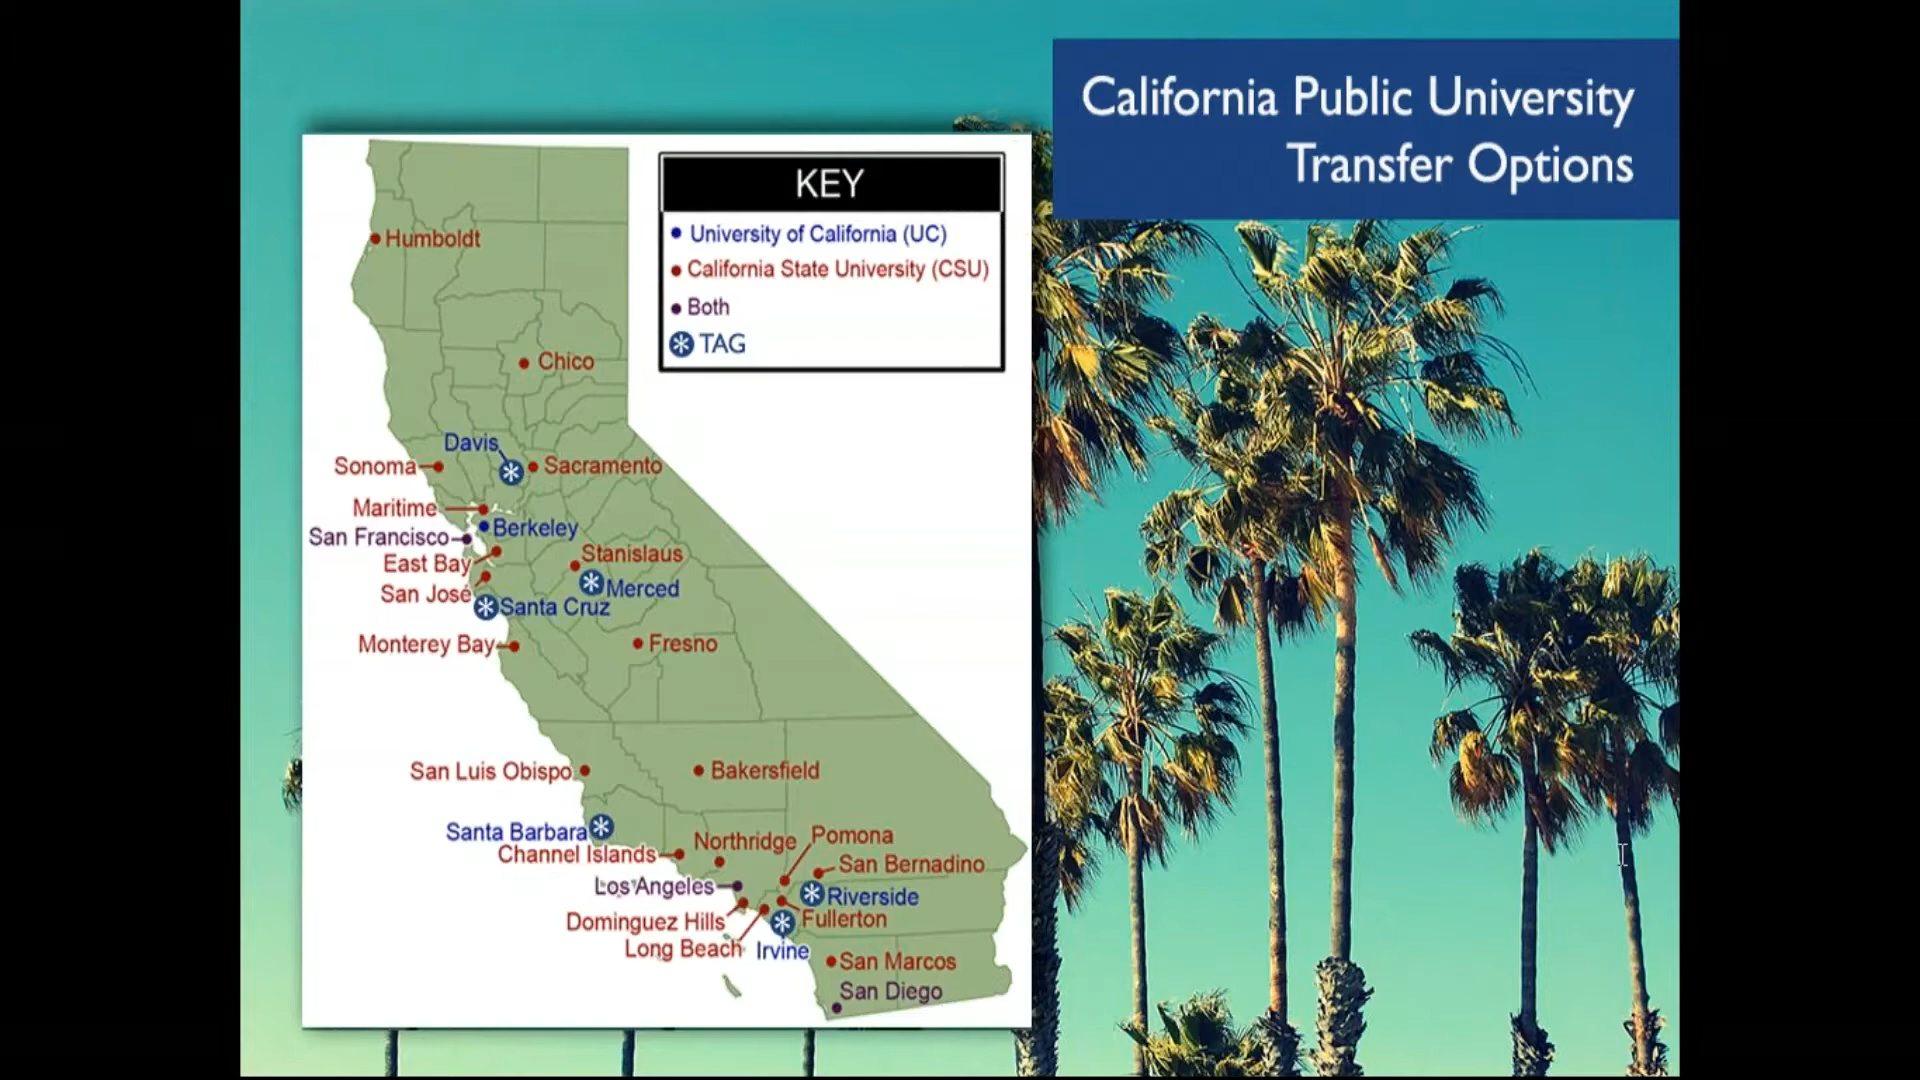 California Public University
Transfer Options
KEY
University of California (UC)
California State University (CSU)
Both
TAG
Humboldt
Chico
Davis
Sonoma
Sacramento
Maritime
Berkeley
San Francisco
Stanislaus
East Bay
Merced
San José
Santa Cruz
Monterey Bay
Fresno
San Luis Obispo
Bakersfield
Santa Barbara
Northridge
Pomona
Channel Islands
San Bernadino
Los Angeles
Riverside
Dominguez Hills
Fullerton
Long Beach
Irvine
San Marcos
San Diego